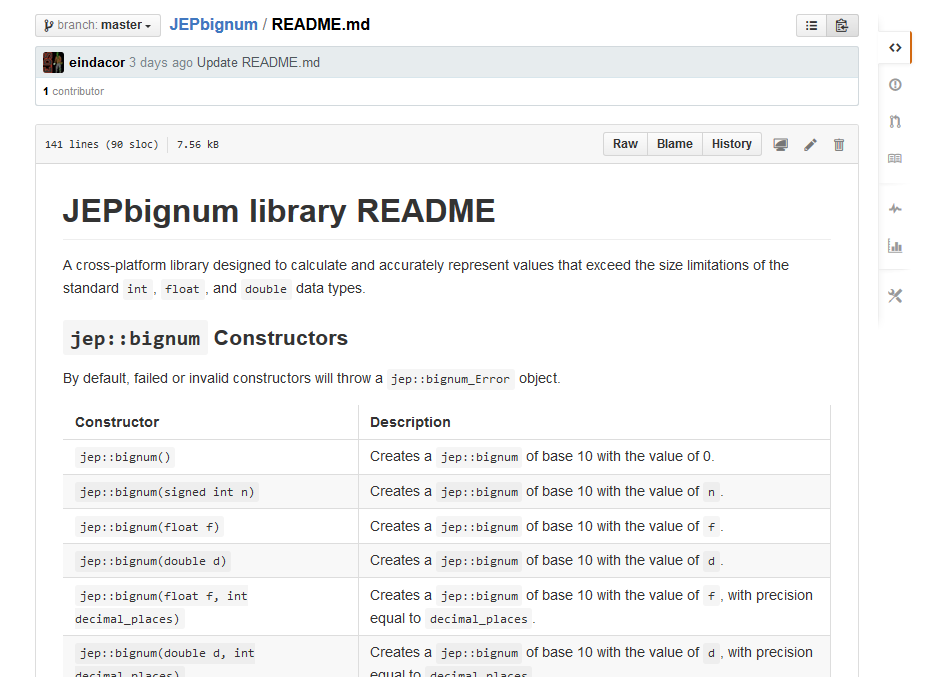 branch: master JEPbignum / README.md
eindacor 3 days ago Update README.md
1 contributor
141 lines (90 sloc) 7.56 kB Raw Blame History
JEPbignum library README
A cross-platform library designed to calculate and accurately represent values that exceed the size limitations of the
standard int , float , and double data types.
jep::bignum Constructors
By default, failed or invalid constructors will throw a jep::bignum_Error object.
Constructor Description
jep::bignum() Creates a jep::bignum of base 10 with the value of 0.
jep::bignum(signed int n) Creates a jep::bignum of base 10 with the value of n .
jep::bignum(float f) Creates a jep::bignum of base 10 with the value of f .
jep::bignum(double d) Creates a jep::bignum of base 10 with the value of d .
jep::bignum(float f, int Creates a jep::bignum of base 10 with the value of f , with precision
decimal_places) equal to decimal_places .
jep::bignum(double d, int Creates a jep::bignum of base 10 with the value of d , with precision
decimal_places) equal to decimal_places